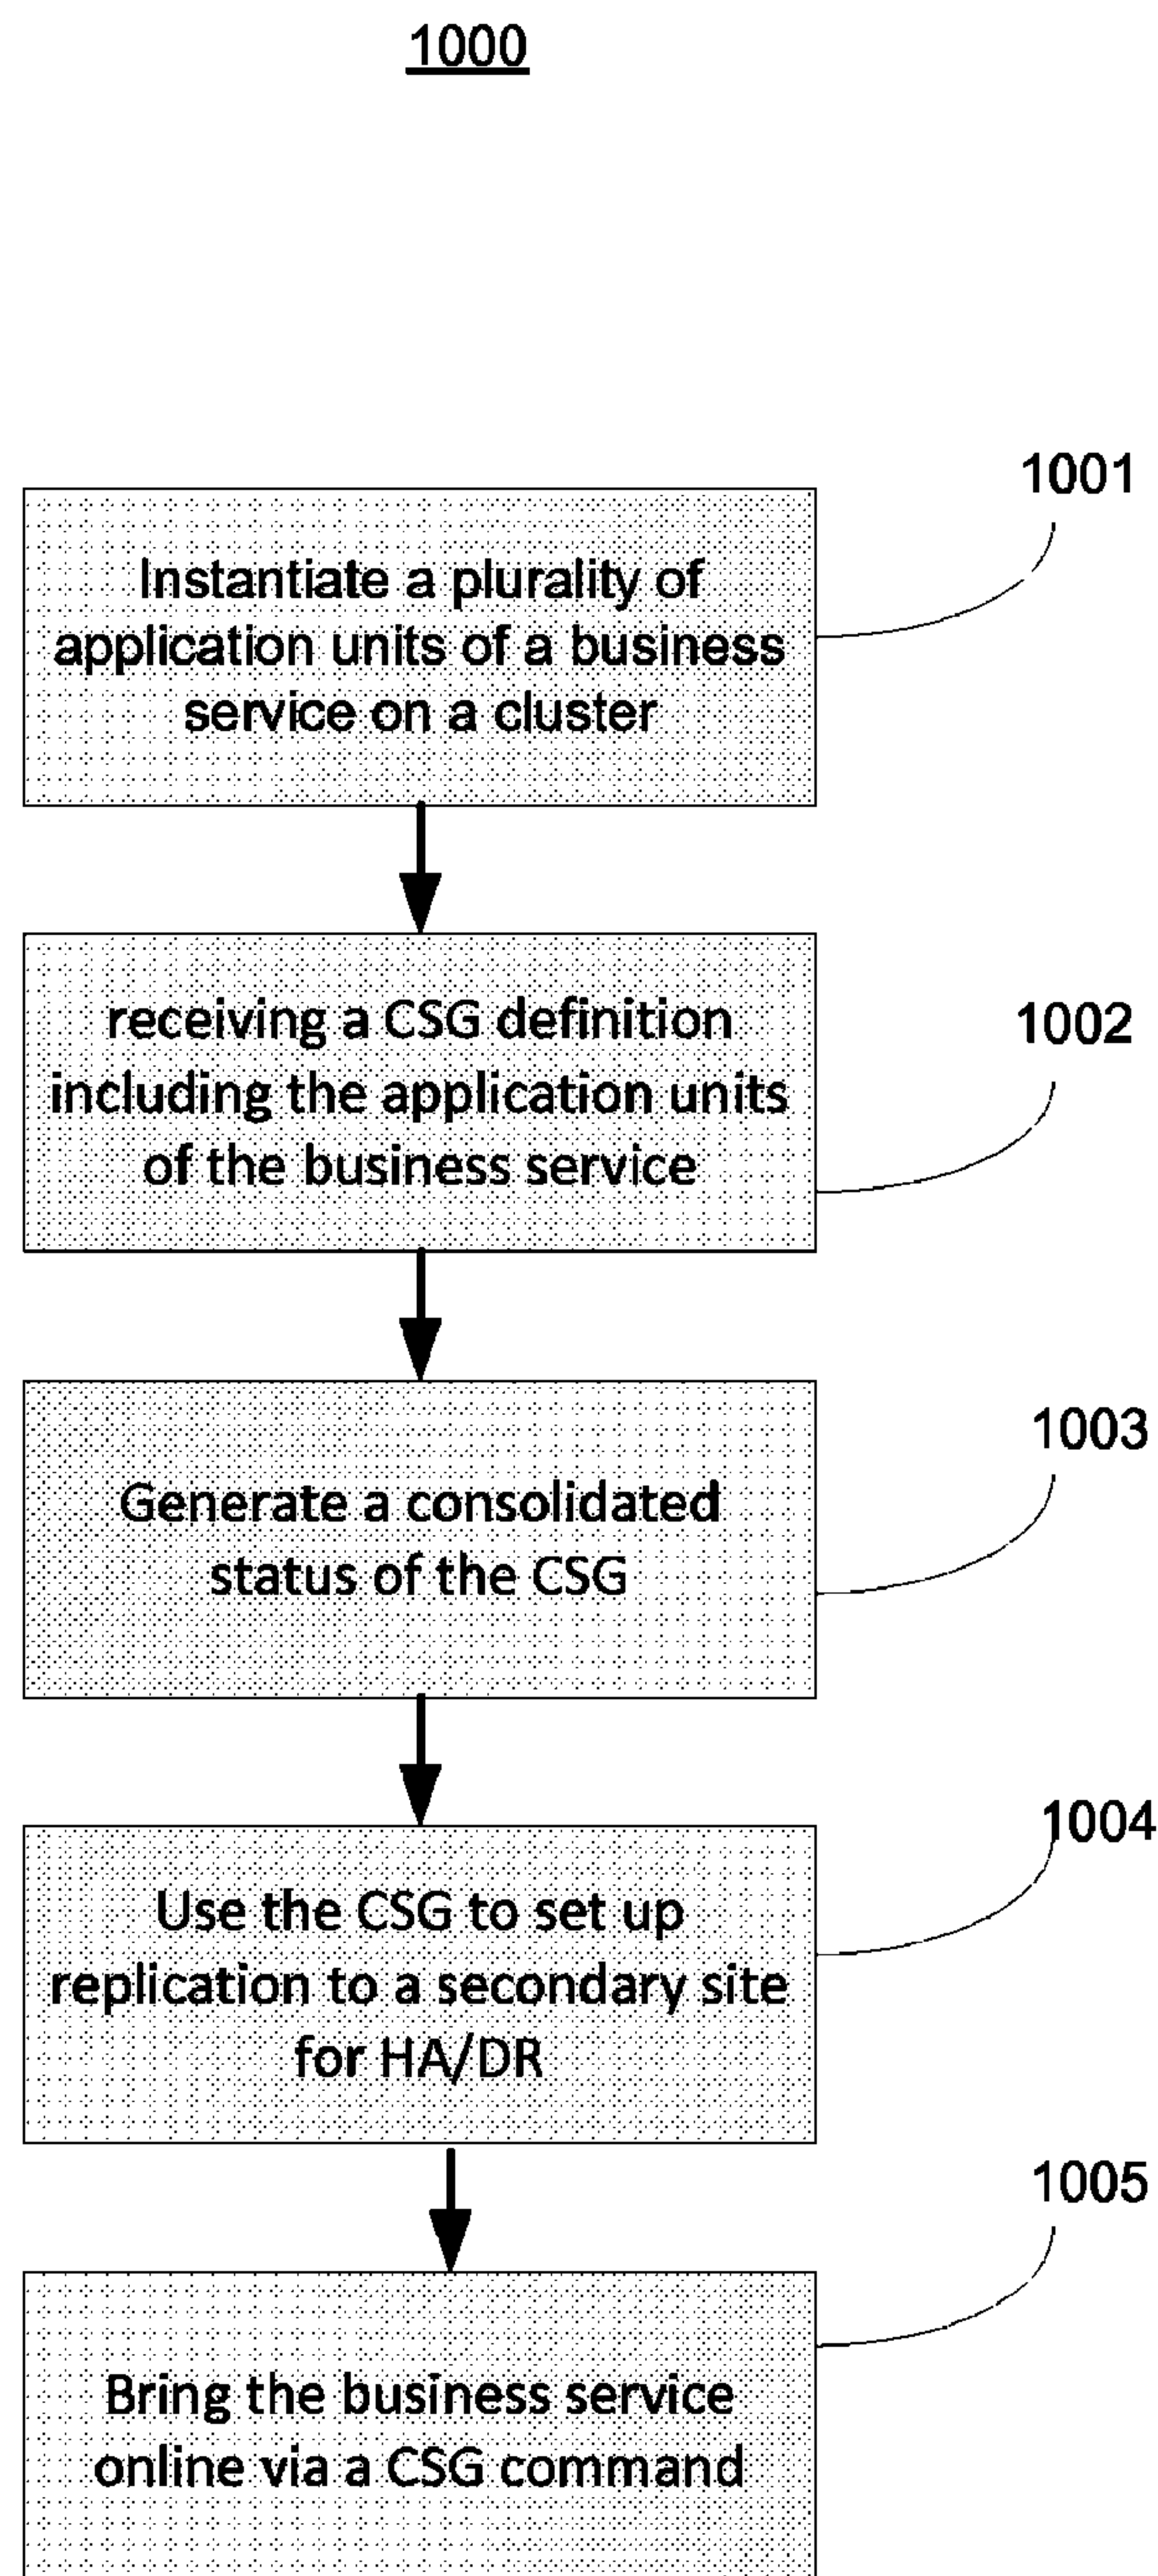 1000
1001
Instantiate a plurality of
application units of a business
service on a cluster
1002
receiving a CSG definition
including the application units
of the business service
1003
Generate a consolidated
status of the CSG
1004
Use the CSG to set up
replication to a secondary site
for HA/DR
1005
Bring the business service
online via a CSG command